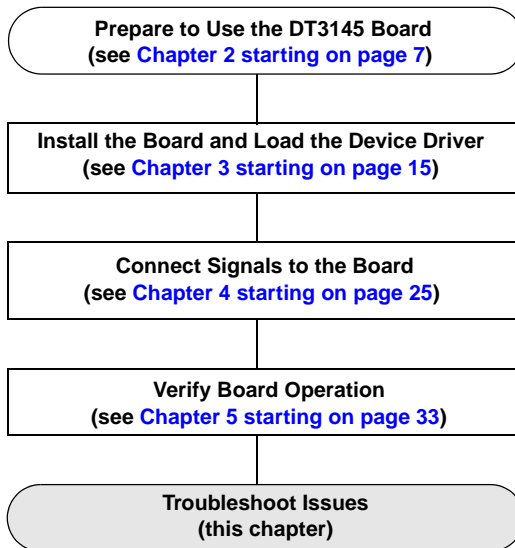 Prepare to Use the DT3145 Board
(see Chapter 2 starting on page 7)
Install the Board and Load the Device Driver
(see Chapter 3 starting on page 15)
Connect Signals to the Board
(see Chapter 4 starting on page 25)
Verify Board Operation
(see Chapter 5 starting on page 33)
Troubleshoot Issues
(this chapter)